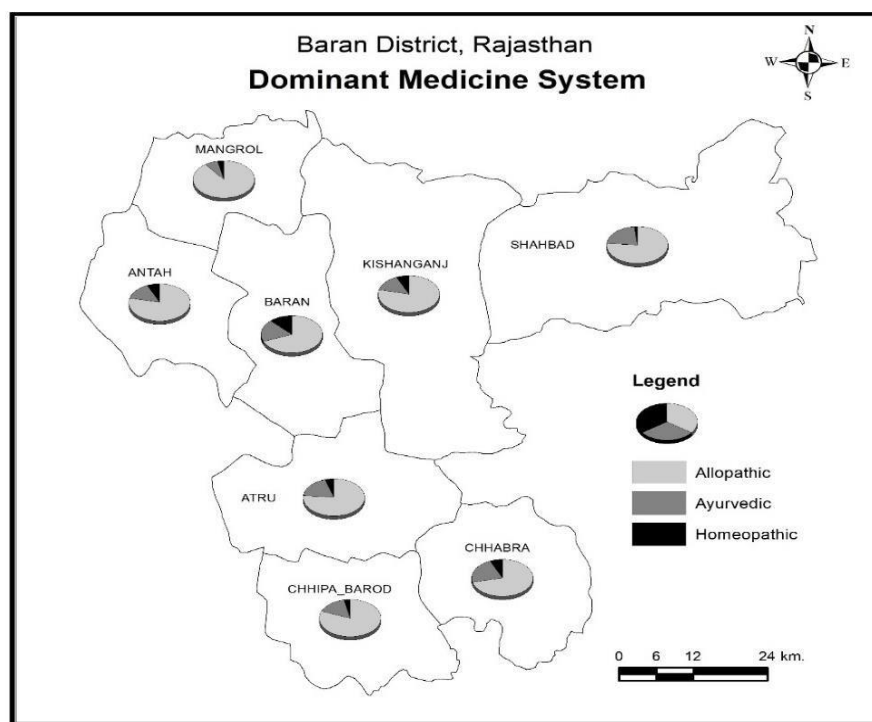 Baran District, Rajasthan
Dominant Medicine System
N
W E
S
MANGROL
SHAHBAD
ANTAH
KISHANGANJ
BARAN
Legend
Allopathic
Ayurvedic
Homeopathic
ATRU
CHHABRA
CHHIPA_BAROD
0 6 12 24 km.